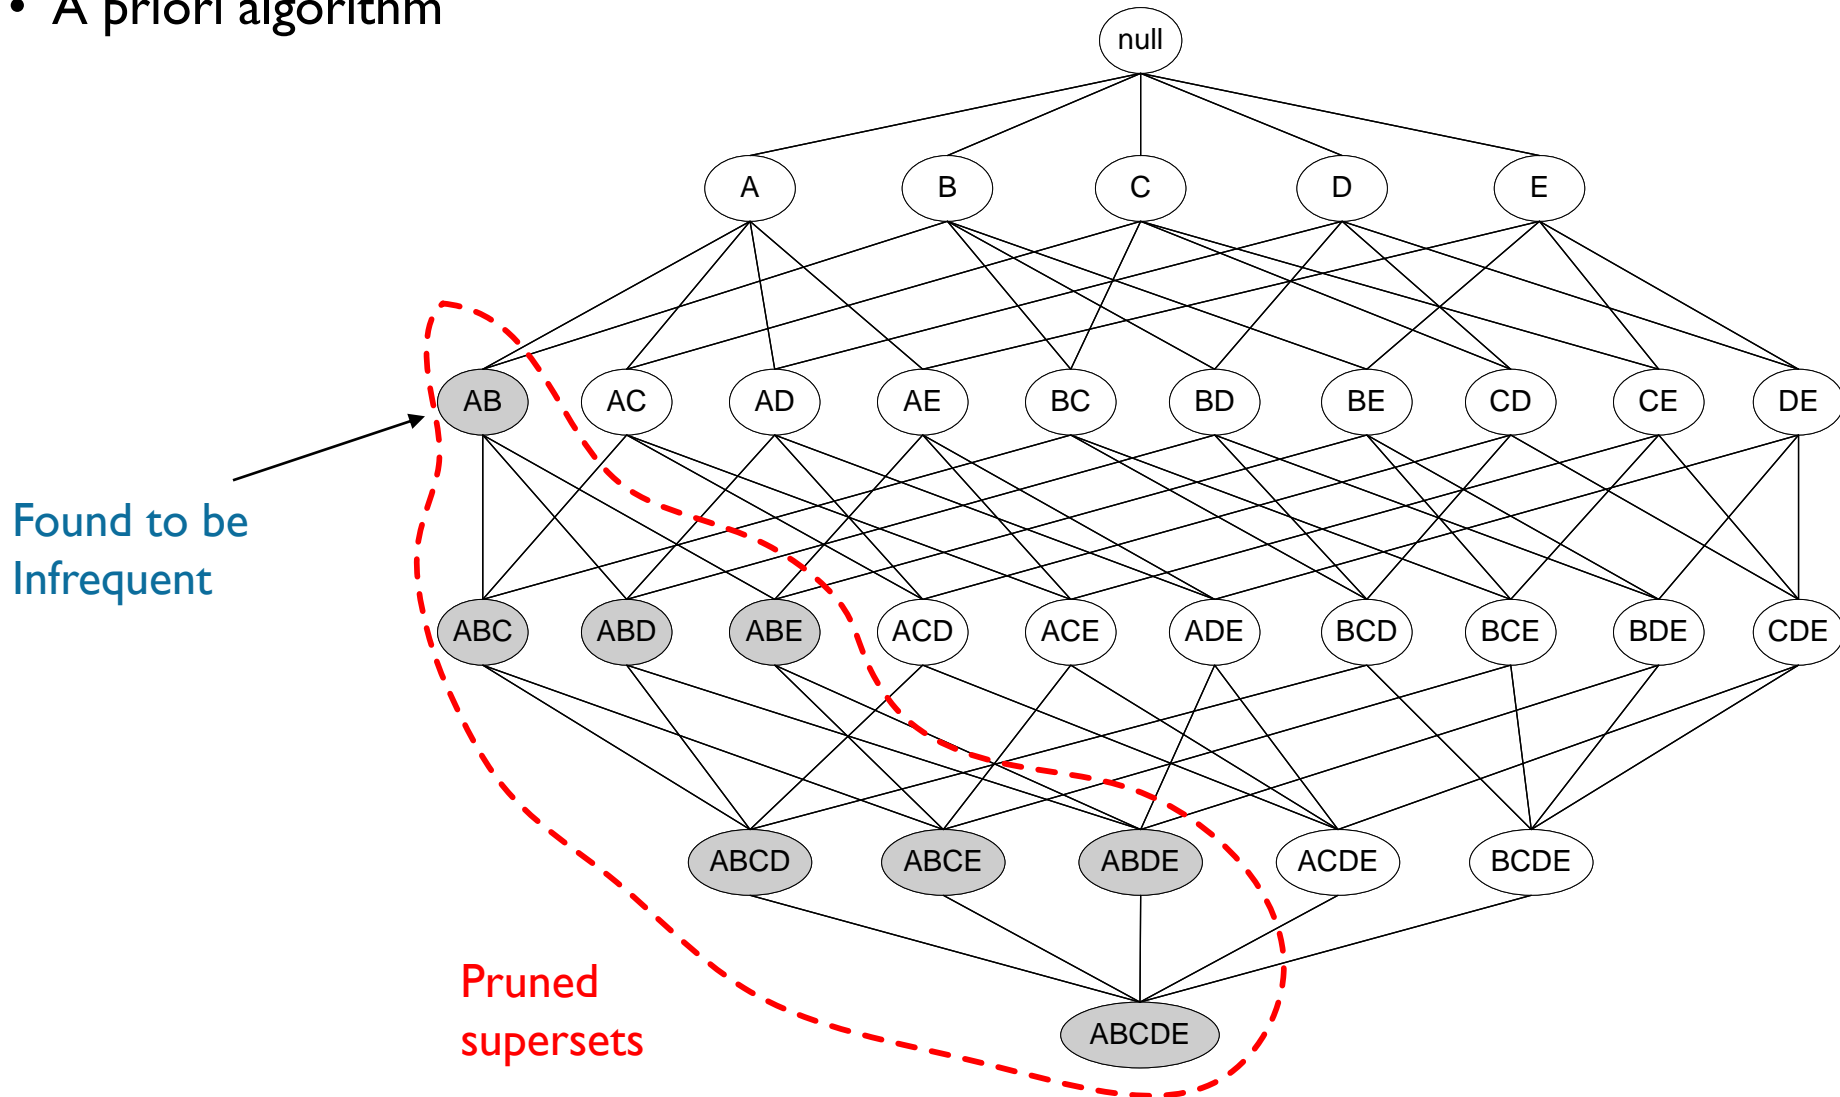 • A priori algorithm
null
A B C D E
AB AC AD AE BC BD BE CD CE DE
Found to be
Infrequent
ABC ABD ABE ACD ACE ADE BCD BCE BDE CDE
ABCD ABCE ABDE ACDE BCDE
Pruned
supersets
ABCDE